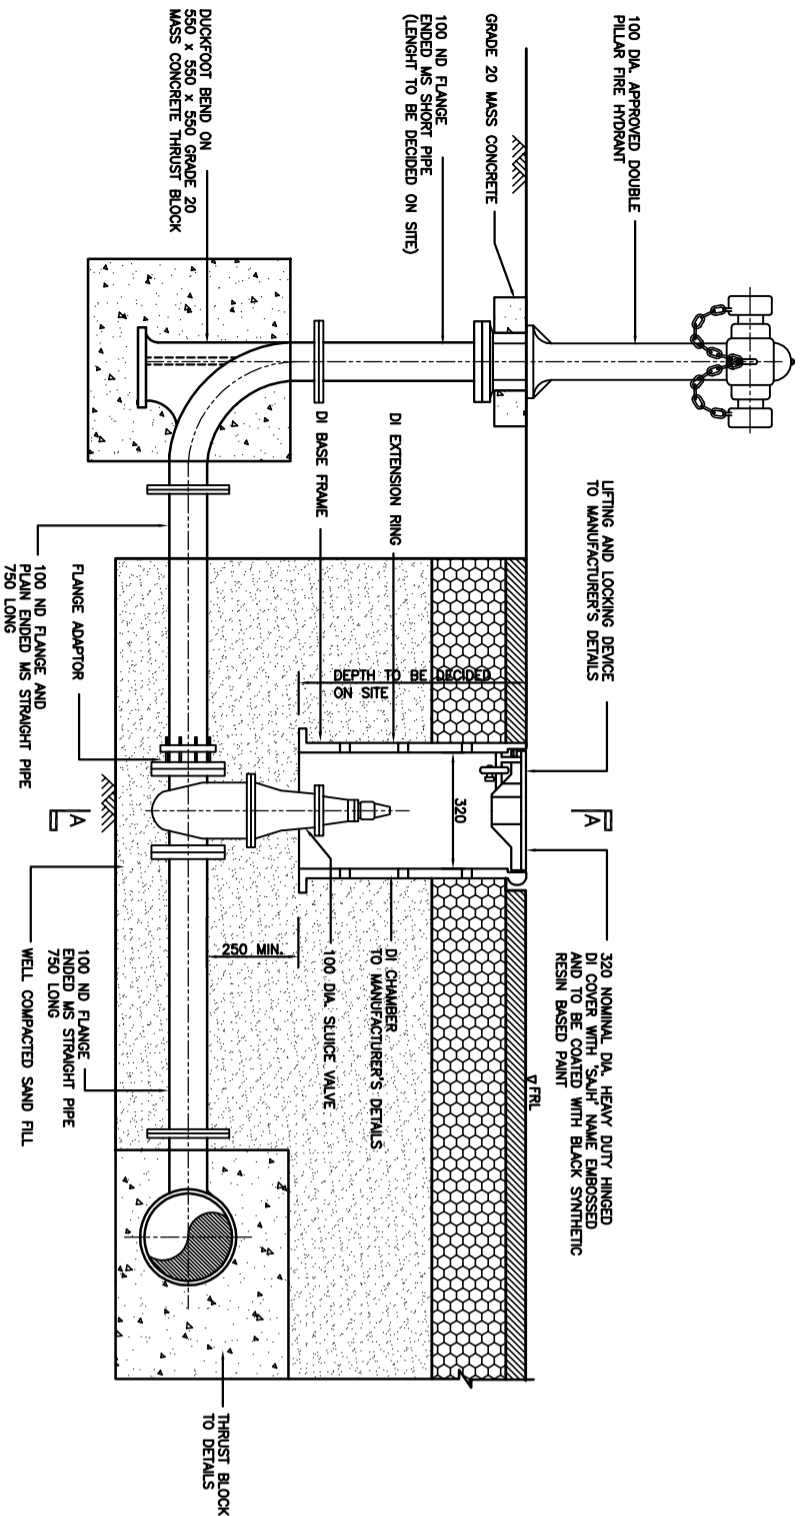 100 DIA. APPROVED DOUBLE
PILLAR FIRE HYDRANT
GRADE 20 MASS CONCRETE
100 ND FLANGE
ENDED MS SHORT PIPE
(LENGHT TO BE DECIDED ON SITE)
DUCKFOOT BEND ON
550 x 550 x 550 GRADE 20
MASS CONCRETE THRUST BLOCK
LIFTING AND LOCKING DEVICE
TO MANUFACTURER'S DETAILS
DI EXTENSION RING
DI BASE FRAME
DEPTH TO BE DECIDED
ON SITE
FLANGE ADAPTOR
100 ND FLANGE AND
PLAIN ENDED MS STRAIGHT PIPE
750 LONG
A
A
320
320 NOMINAL DIA. HEAVY DUTY HINGED
DI COVER WITH 'SAJH' NAME EMBOSSED
AND TO BE COATED WITH BLACK SYNTHETIC
RESIN BASED PAINT
FRL
DI CHAMBER
TO MANUFACTURER'S DETAILS
100 DIA. SLUICE VALVE
250 MIN.
100 ND FLANGE
ENDED MS STRAIGHT PIPE
750 LONG
WELL COMPACTED SAND FILL
THRUST BLOCK
TO DETAILS